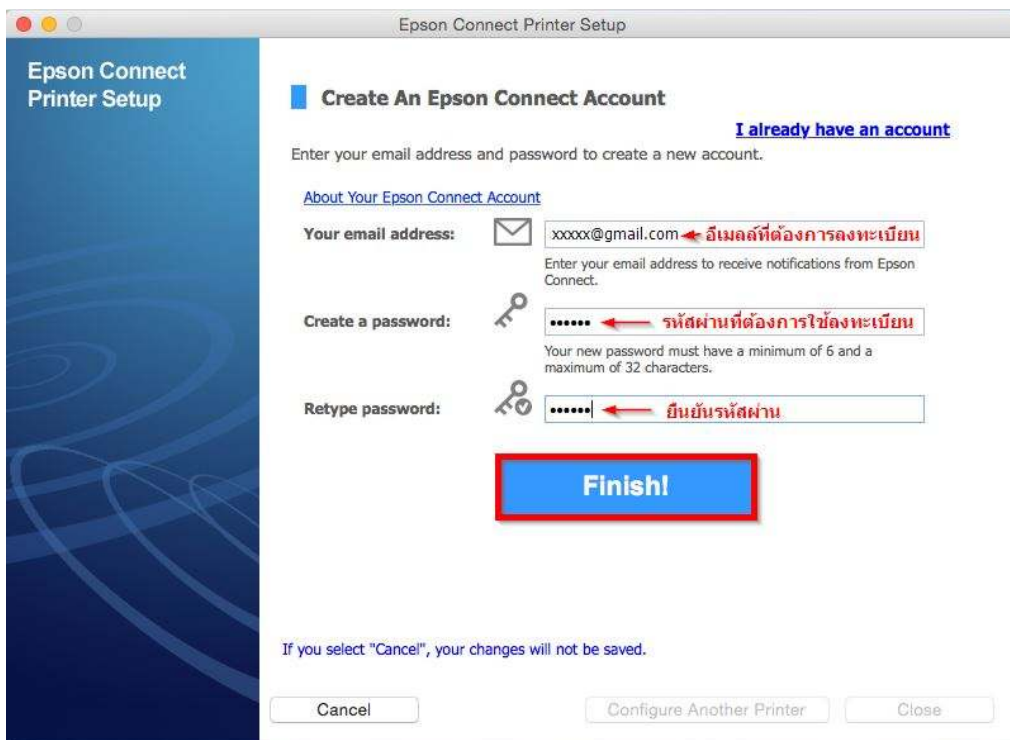 Epson Connect Printer Setup
Epson Connect
Printer Setup
Create An Epson Connect Account
I already have an account
Enter your email address and password to create a new account.
About Your Epson Connect Account
Your email address:
xxxxx@gmail.com อีเมลล์ที่ต้องการลงทะเบียน
Enter your email address to receive notifications from Epson
Connect.
Create a password:
•••••• รหัสผ่านที่ต้องการใช้ลงทะเบียน
Your new password must have a minimum of 6 and a
maximum of 32 characters.
Retype password:
•••••• ยืนยันรหัสผ่าน
Finish!
If you select "Cancel", your changes will not be saved.
Cancel
Configure Another Printer
Close